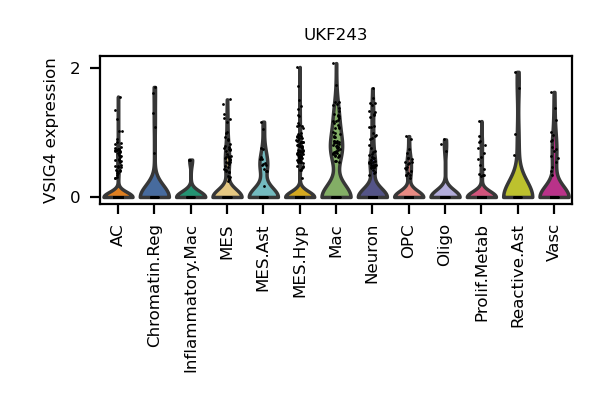 UKF243
VSIG4 expression
2
0
AC
Chromatin.Reg
Inflammatory.Mac
MES
MES.Ast
MES.Hyp
Mac
Neuron
OPC
Oligo
Prolif.Metab
Reactive.Ast
Vasc